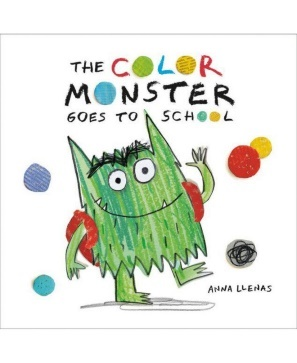 THE COLOR
MONSTER
GOES TO SCHOOL
ANNA LLENAS